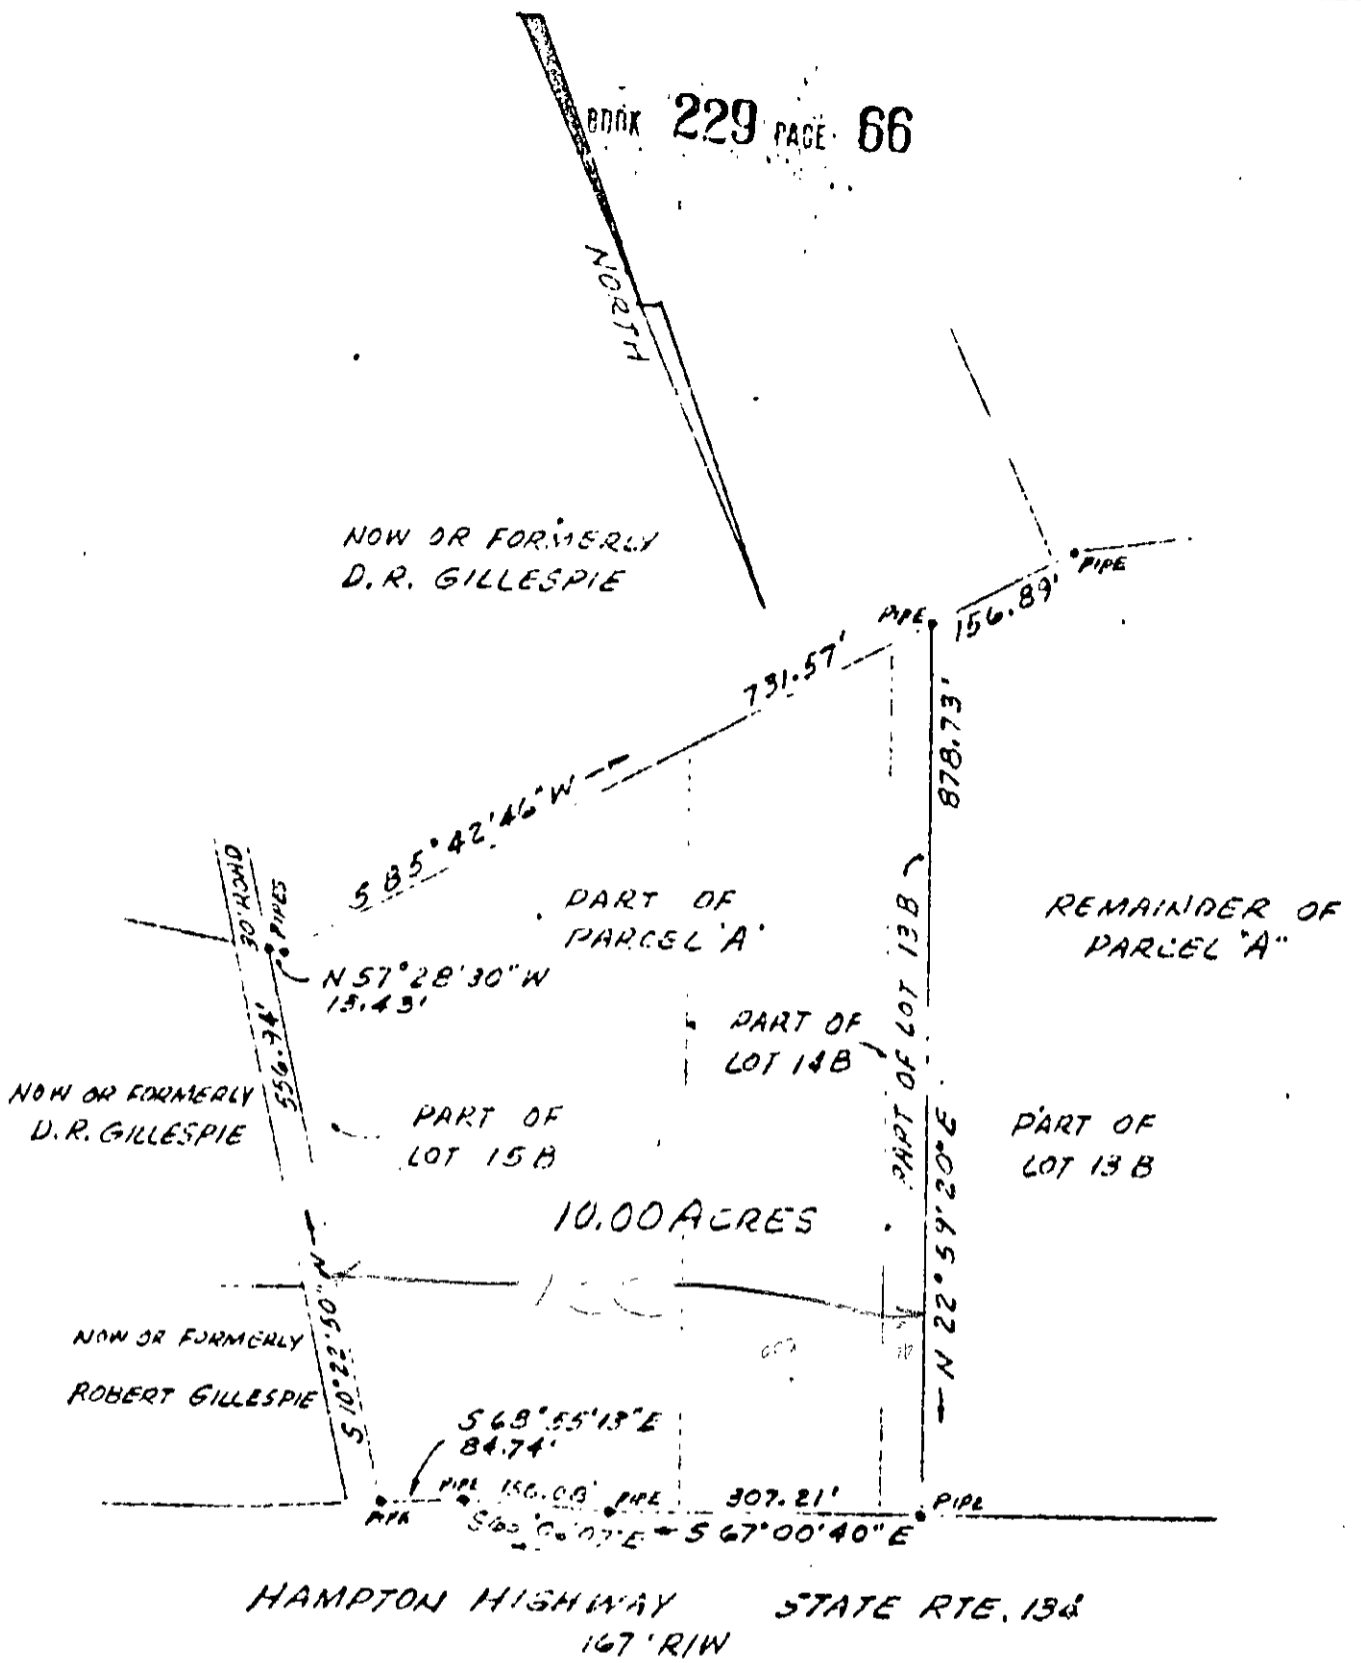 BOOK 229 PAGE 66
NORTH
NOW OR FORMERLY
D.R. GILLESPIE
PIPE
156.89'
PIPE
731.57'
S 85° 42' 46" W
878.73'
30' ROAD
PIPES
N 57° 28' 30" W
13.43'
PART OF
PARCEL "A"
REMAINDER OF
PARCEL "A"
PART OF LOT 13 B
PART OF
LOT 14 B
556.74'
NOW OR FORMERLY
D.R. GILLESPIE
PART OF
LOT 15 B
PART OF
LOT 13 B
10.00 ACRES
N 22° 59' 20" E
S 10° 22' 50" W
NOW OR FORMERLY
ROBERT GILLESPIE
S 68° 55' 13" E
84.74'
PIPE
PIPE
156.08'
PIPE
307.21'
PIPE
S 67° 00' 40" E
HAMPTON HIGHWAY STATE RTE. 134
167' R/W